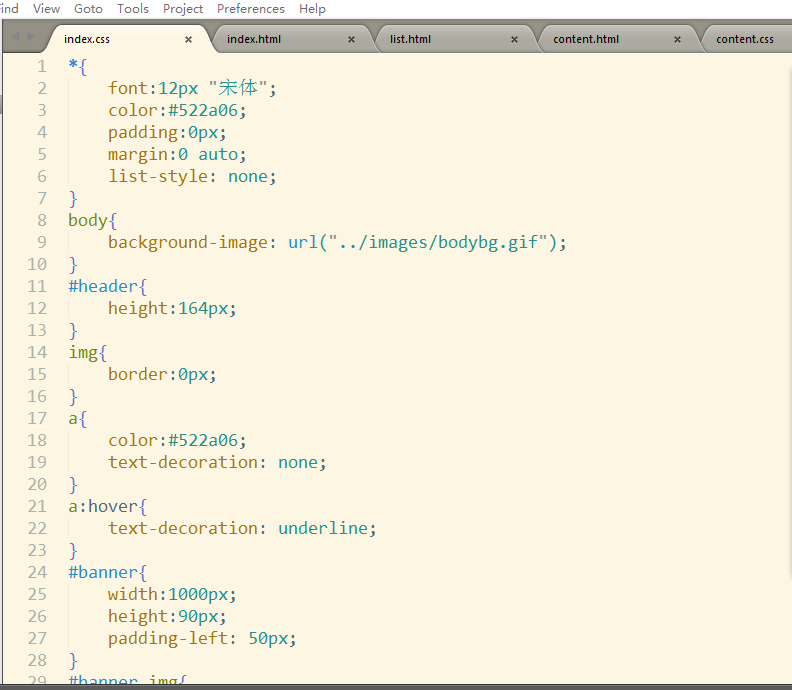 ind View Goto Tools Project Preferences Help
index.css × index.html × list.html × content.html × content.css
1 *{
2 font:12px "宋体";
3 color:#522a06;
4 padding:0px;
5 margin:0 auto;
6 list-style: none;
7 }
8 body{
9 background-image: url("../images/bodybg.gif");
10 }
11 #header{
12 height:164px;
13 }
14 img{
15 border:0px;
16 }
17 a{
18 color:#522a06;
19 text-decoration: none;
20 }
21 a:hover{
22 text-decoration: underline;
23 }
24 #banner{
25 width:1000px;
26 height:90px;
27 padding-left: 50px;
28 }
29 #banner img{